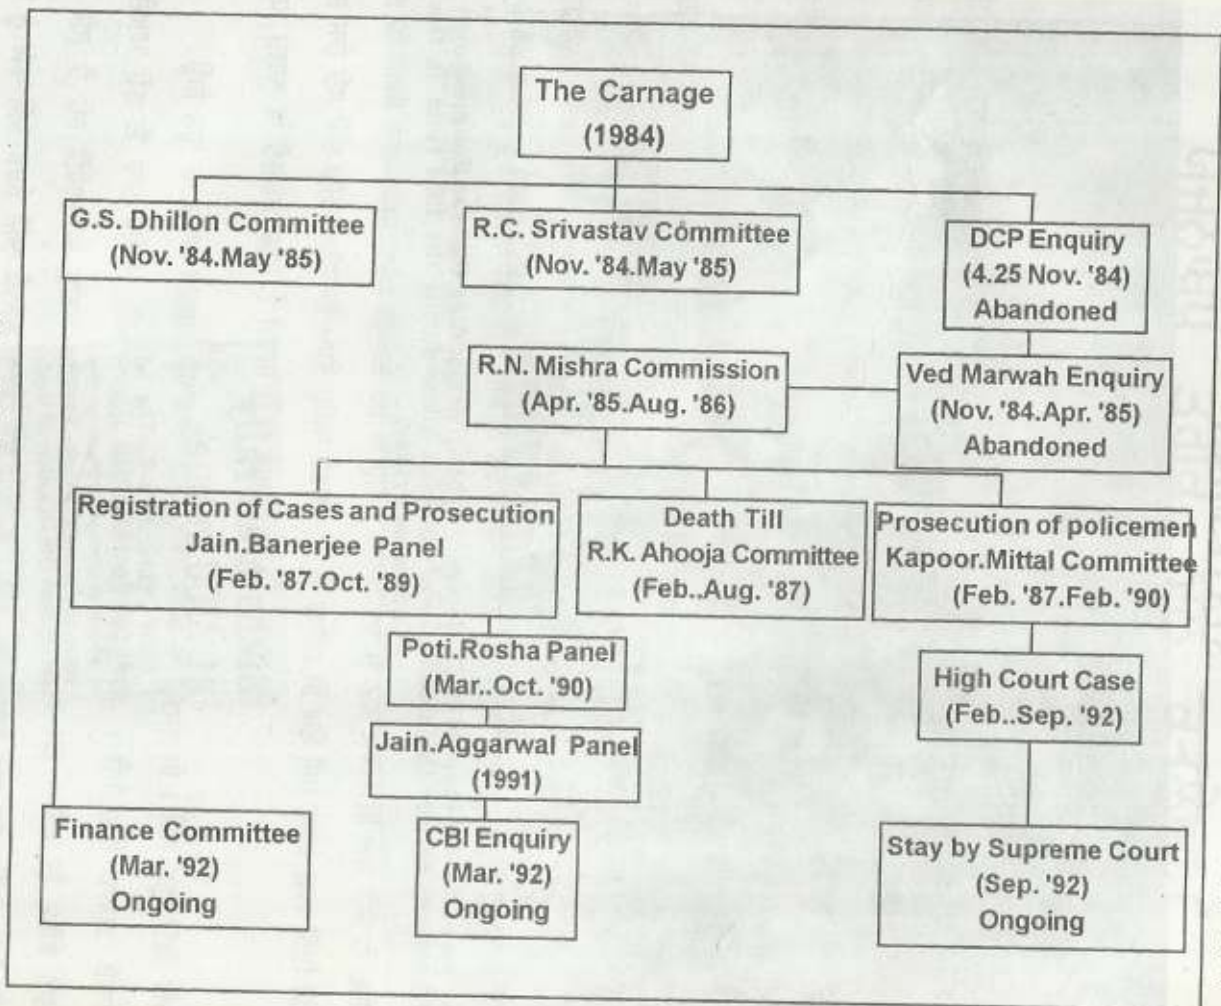 The Carnage
(1984)
G.S. Dhillon Committee
(Nov. '84.May '85)
R.C. Srivastav Committee
(Nov. '84.May '85)
DCP Enquiry
(4.25 Nov. '84)
Abandoned
R.N. Mishra Commission
(Apr. '85.Aug. '86)
Ved Marwah Enquiry
(Nov. '84.Apr. '85)
Abandoned
Registration of Cases and Prosecution
Jain.Banerjee Panel
(Feb. '87.Oct. '89)
Death Till
R.K. Ahooja Committee
(Feb..Aug. '87)
Prosecution of policemen
Kapoor.Mittal Committee
(Feb. '87.Feb. '90)
Poti.Rosha Panel
(Mar..Oct. '90)
High Court Case
(Feb..Sep. '92)
Jain.Aggarwal Panel
(1991)
Finance Committee
(Mar. '92)
Ongoing
CBI Enquiry
(Mar. '92)
Ongoing
Stay by Supreme Court
(Sep. '92)
Ongoing